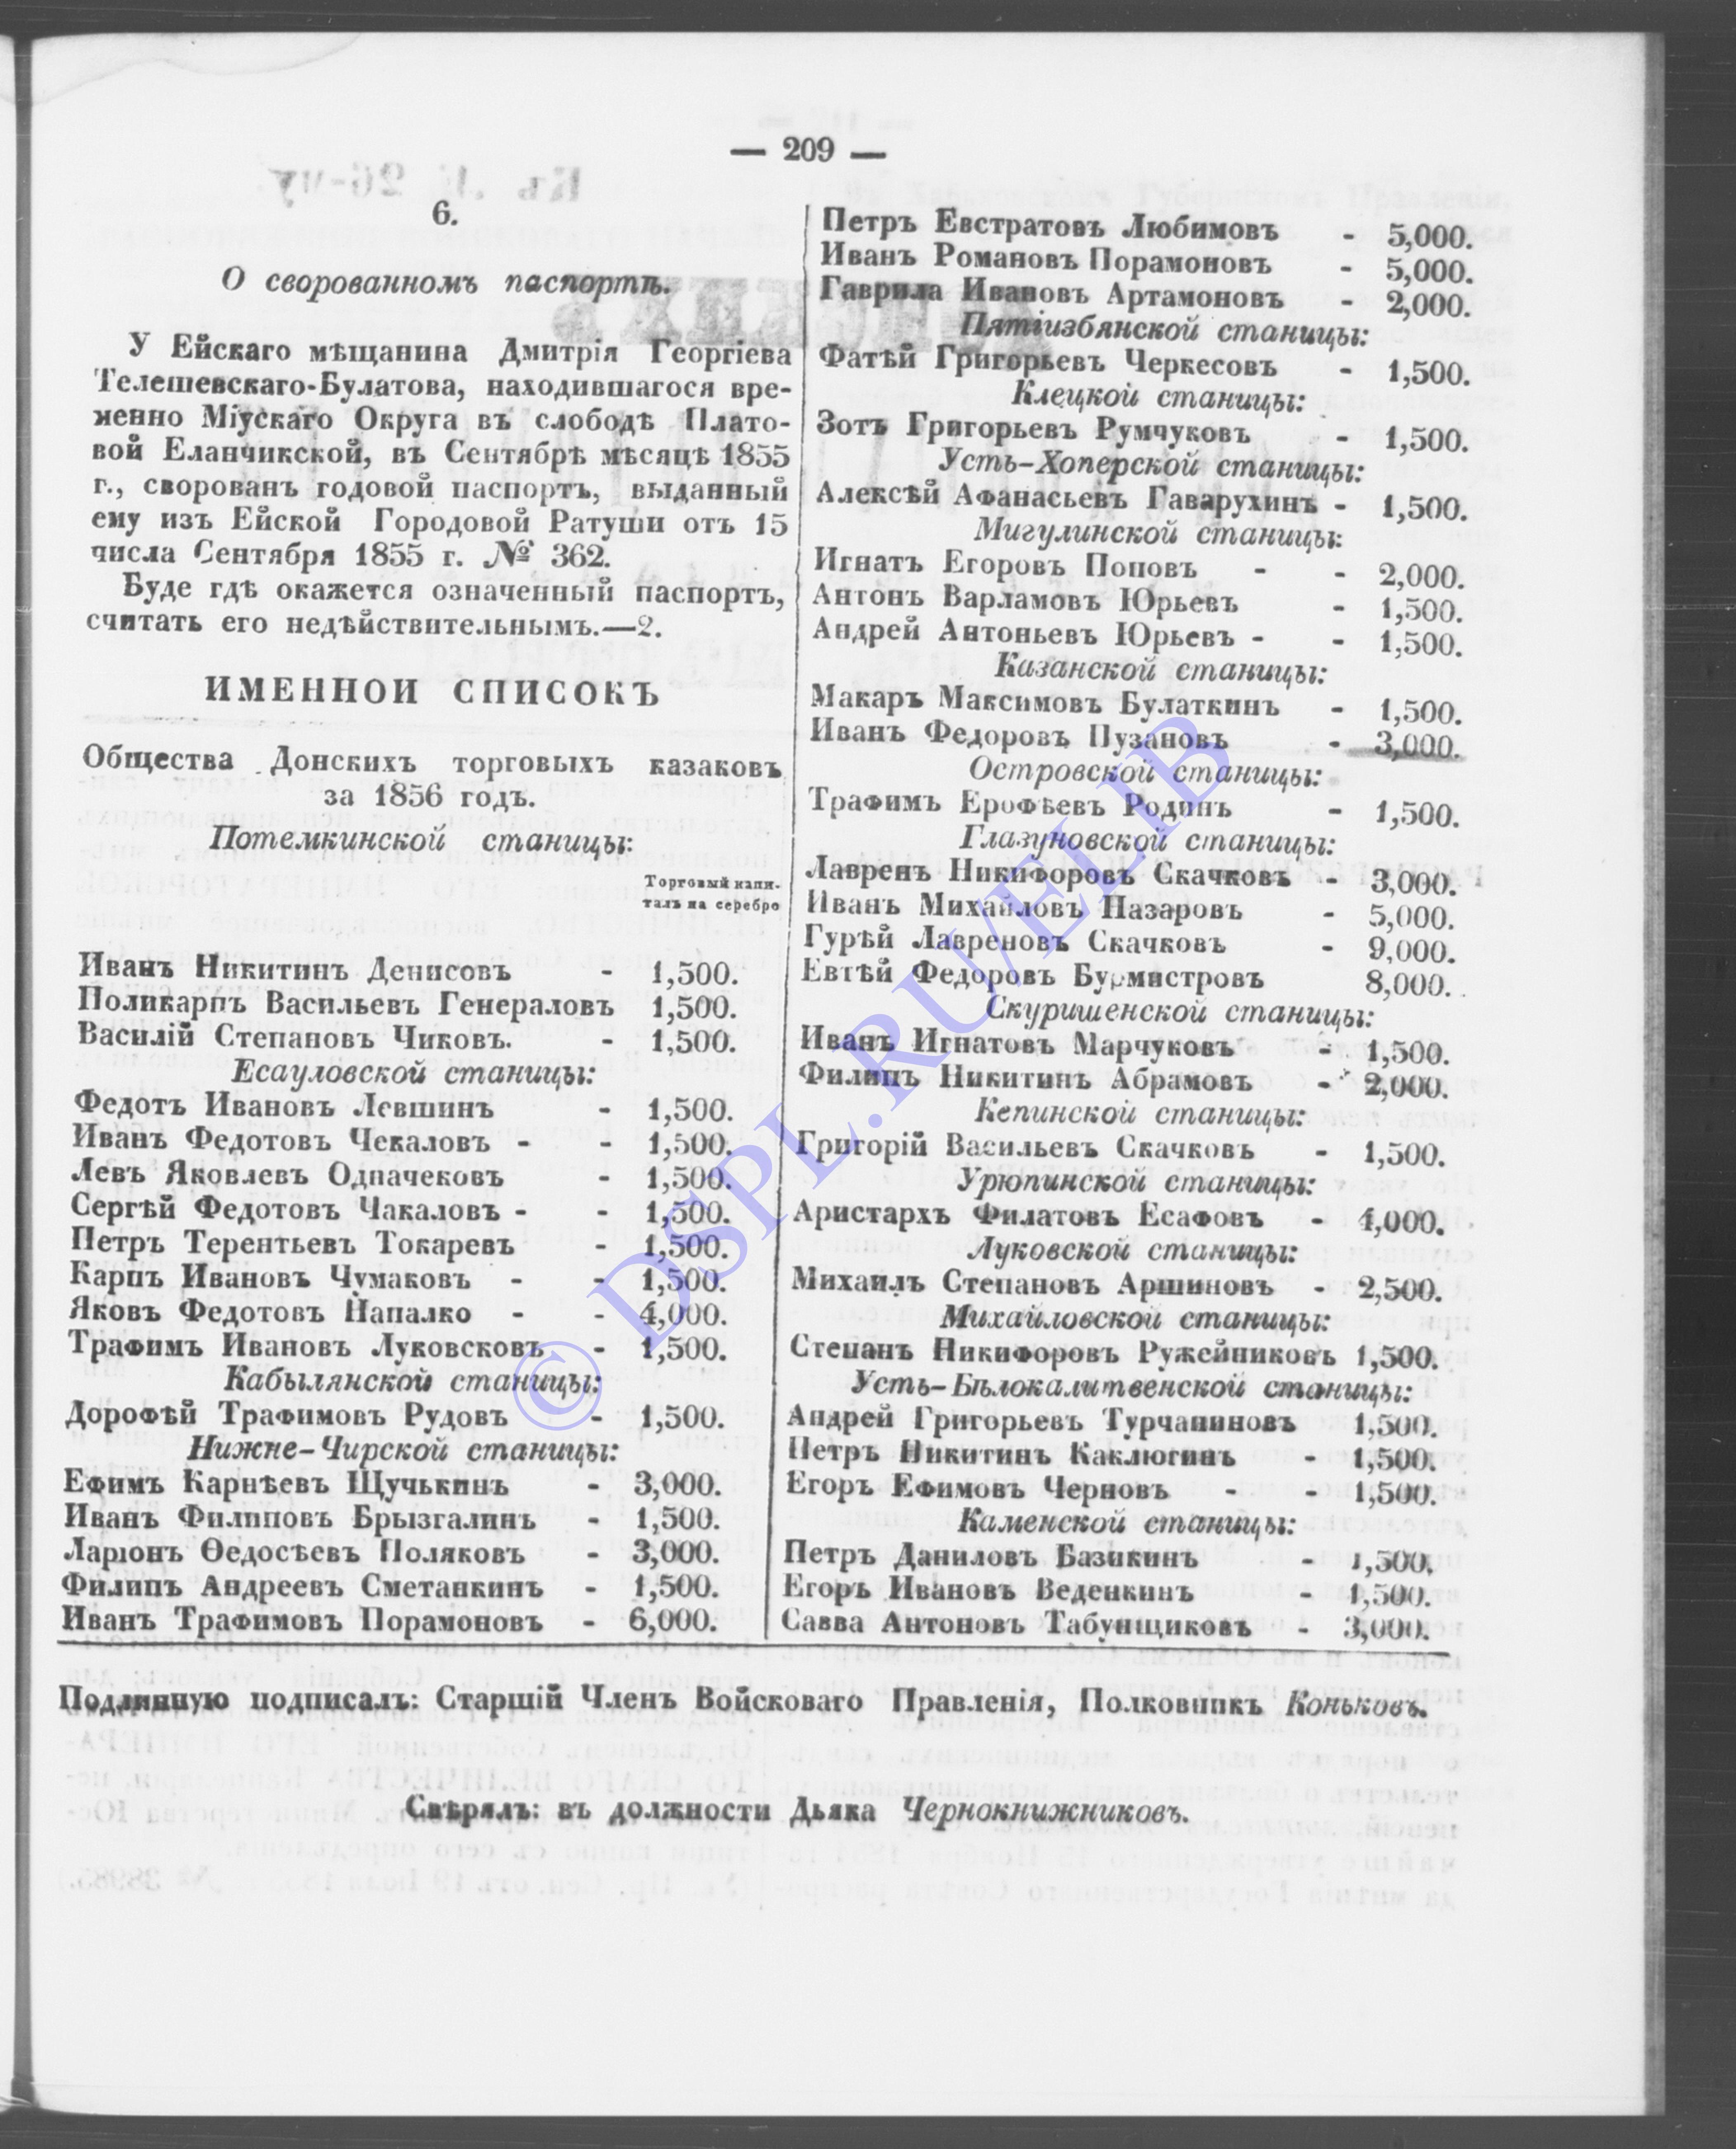 — 209 —
6.
О сворованномъ паспортѣ.
У Ейскаго мѣщанина Дмитрія Георгіева
Телешевскаго-Булатова, находившагося вре-
менно Міускаго Округа въ слободѣ Плато-
вой Еланчикской, въ Сентябрѣ мѣсяцѣ 1855
г., сворованъ годовой паспортъ, выданный
ему изъ Ейской Городовой Ратуши отъ 15
числа Сентября 1855 г. № 362.
Буде гдѣ окажется означенный паспортъ,
считать его недѣйствительнымъ.—2.
ИМЕННОЙ СПИСОКЪ
Общества Донскихъ торговыхъ казаковъ
за 1856 годъ.
Потемкинской станицы:
Торговый капи-
талъ на серебро
Иванъ Никитинъ Денисовъ - 1,500.
Поликарпъ Васильевъ Генераловъ 1,500.
Василій Степановъ Чиковъ. - 1,500.
Есауловской станицы:
Федотъ Ивановъ Левшинъ - 1,500.
Иванъ Федотовъ Чекаловъ - - 1,500.
Левъ Яковлевъ Одначековъ - 1,500.
Сергѣй Федотовъ Чакаловъ - - 1,500.
Петръ Терентьевъ Токаревъ - 1,500.
Карпъ Ивановъ Чумаковъ - - 1,500.
Яковъ Федотовъ Папалко - - 4,000.
Трафимъ Ивановъ Луковсковъ - 1,500.
Кабылянской станицы:
Дорофѣй Трафимовъ Рудовъ - 1,500.
Нижне-Чирской станицы:
Ефимъ Карнѣевъ Щучькинъ - 3,000.
Иванъ Филиповъ Брызгалинъ - 1,500.
Ларіонъ Ѳедосѣевъ Поляковъ - 3,000.
Филипъ Андреевъ Сметанкинъ - 1,500.
Иванъ Трафимовъ Порамоновъ - 6,000.
Петръ Евстратовъ Любимовъ - 5,000.
Иванъ Романовъ Порамоновъ - 5,000.
Гаврила Ивановъ Артамоновъ - 2,000.
Пятіизбянской станицы:
Фатѣй Григорьевъ Черкесовъ - 1,500.
Клецкой станицы:
Зотъ Григорьевъ Румчуковъ - 1,500.
Усть-Хоперской станицы:
Алексѣй Афанасьевъ Гаварухинъ - 1,500.
Мигулинской станицы:
Игнатъ Егоровъ Поповъ - - 2,000.
Антонъ Варламовъ Юрьевъ - 1,500.
Андрей Антоньевъ Юрьевъ - - 1,500.
Казанской станицы:
Макаръ Максимовъ Булаткинъ - 1,500.
Иванъ Федоровъ Пузановъ - 3,000.
Островской станицы:
Трафимъ Ерофѣевъ Родинъ - 1,500.
Глазуновской станицы:
Лавренъ Никифоровъ Скачковъ - 3,000.
Иванъ Михайловъ Назаровъ - 5,000.
Гурѣй Лавреновъ Скачковъ - 9,000.
Евтѣй Федоровъ Бурмистровъ 8,000.
Скуришенской станицы:
Иванъ Игнатовъ Марчуковъ - 1,500.
Филипъ Никитинъ Абрамовъ - 2,000.
Кепинской станицы:
Григорій Васильевъ Скачковъ - 1,500.
Урюпинской станицы:
Аристархъ Филатовъ Есафовъ - 4,000.
Луковской станицы:
Михаилъ Степановъ Аршиновъ - 2,500.
Михайловской станицы:
Степанъ Никифоровъ Ружейниковъ 1,500.
Усть-Бѣлокалитвенской станицы:
Андрей Григорьевъ Турчаниновъ 1,500.
Петръ Никитинъ Каклюгинъ - 1,500.
Егоръ Ефимовъ Черновъ - - 1,500.
Каменской станицы:
Петръ Даниловъ Базикинъ - 1,500.
Егоръ Ивановъ Веденкинъ - 1,500.
Савва Антоновъ Табунщиковъ - 3,000.
Подлинную подписалъ: Старшій Членъ Войсковаго Правленія, Полковникъ Коньковъ.
Свѣрялъ: въ должности Дьяка Чернокнижниковъ.
© DSPL.RU/ELIB